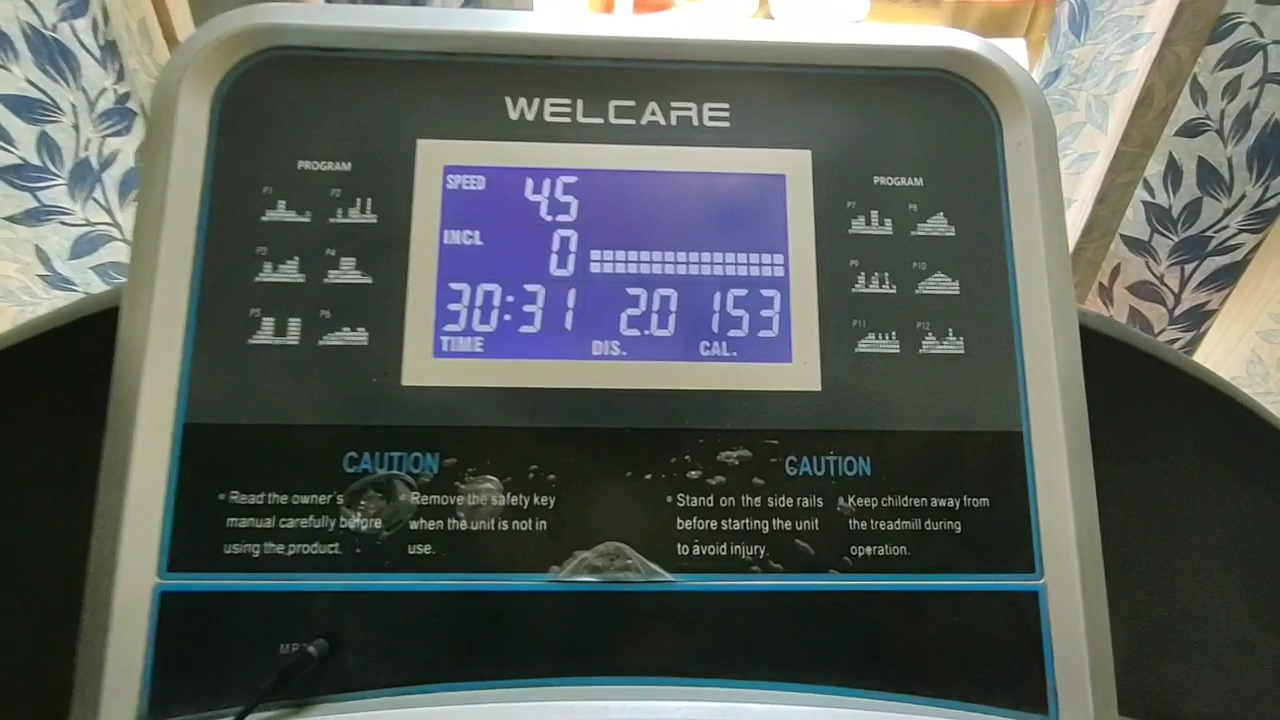 WELCARE
PROGRAM
P1 P2
P3 P4
P5 P6
SPEED 4.5
INCL 0
30:31 2.0 153
TIME DIS. CAL.
PROGRAM
P7 P8
P9 P10
P11 P12
CAUTION
• Read the owner's
manual carefully before
using the product.
• Remove the safety key
when the unit is not in
use.
CAUTION
• Stand on the side rails
before starting the unit
to avoid injury.
• Keep children away from
the treadmill during
operation.